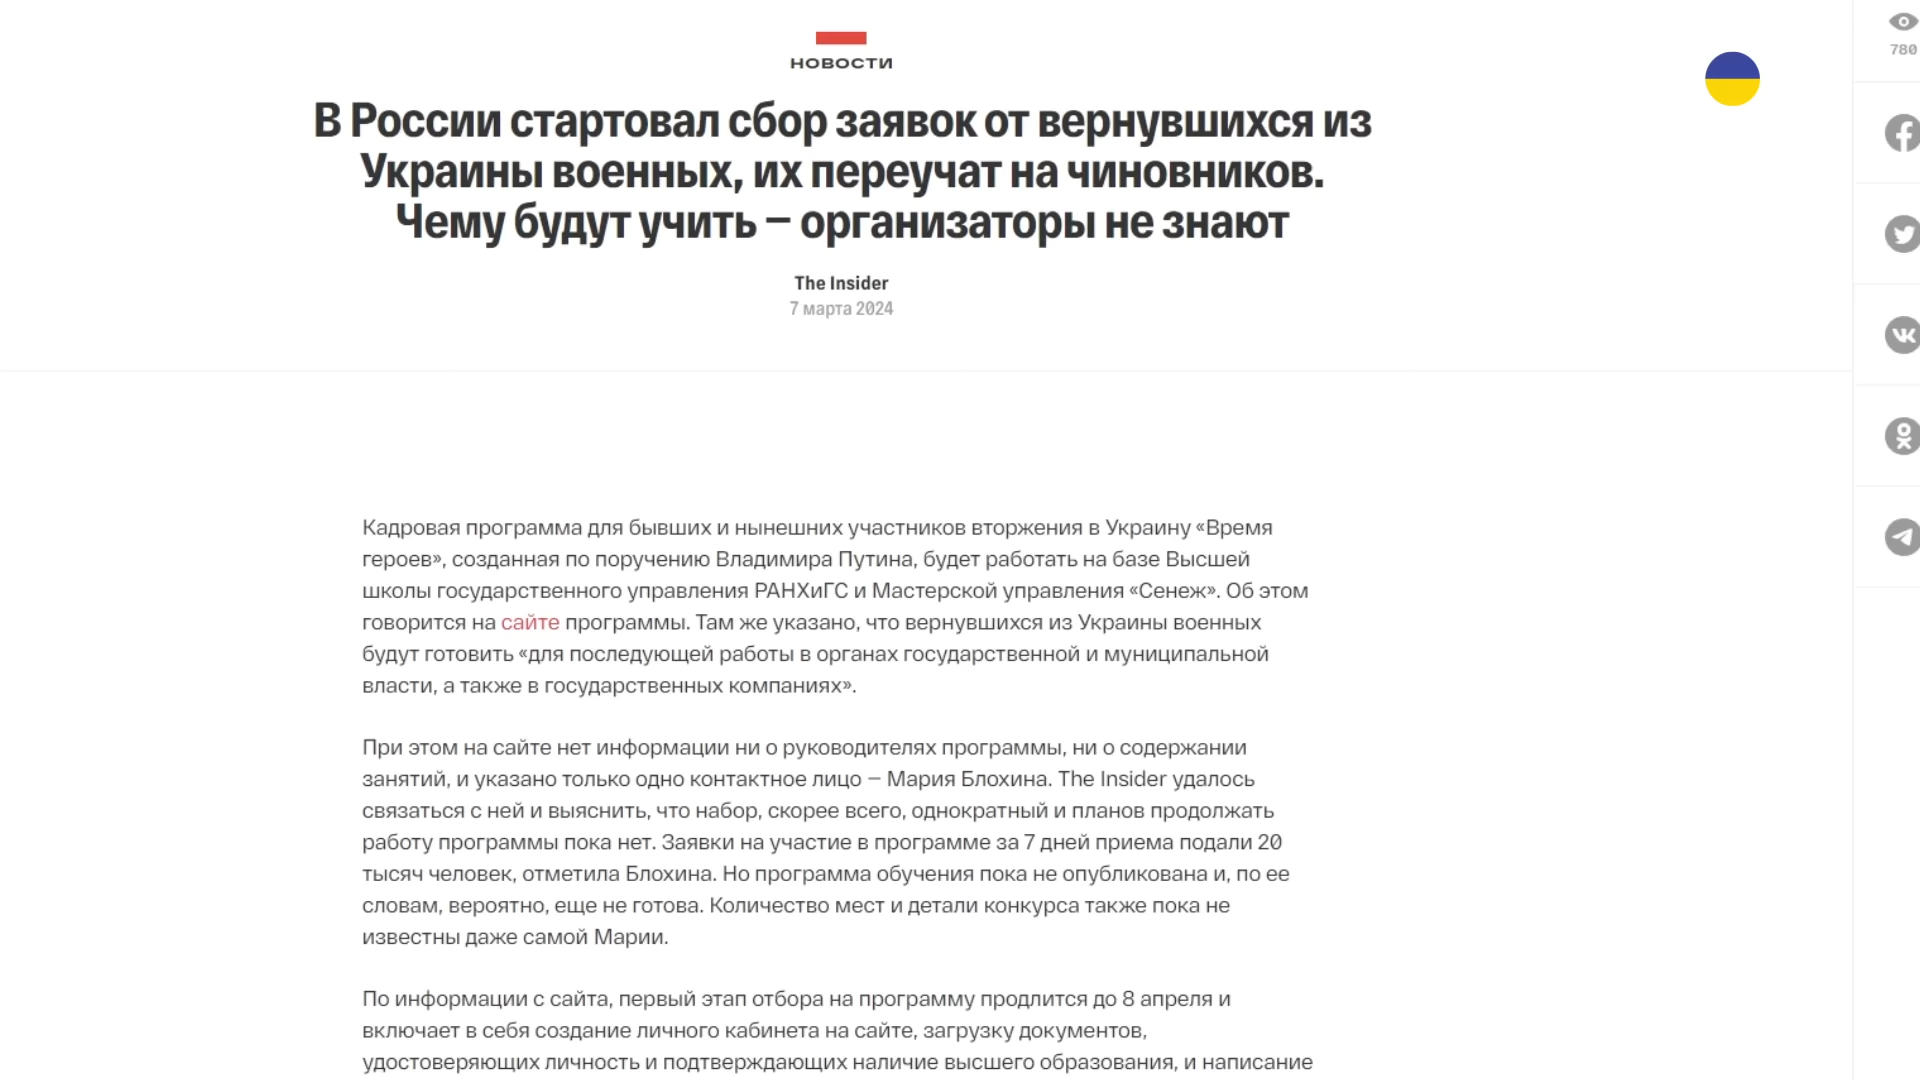 НОВОСТИ
В России стартовал сбор заявок от вернувшихся из
Украины военных, их переучат на чиновников.
Чему будут учить – организаторы не знают
The Insider
7 марта 2024
780
Кадровая программа для бывших и нынешних участников вторжения в Украину «Время
героев», созданная по поручению Владимира Путина, будет работать на базе Высшей
школы государственного управления РАНХиГС и Мастерской управления «Сенеж». Об этом
говорится на сайте программы. Там же указано, что вернувшихся из Украины военных
будут готовить «для последующей работы в органах государственной и муниципальной
власти, а также в государственных компаниях».
При этом на сайте нет информации ни о руководителях программы, ни о содержании
занятий, и указано только одно контактное лицо – Мария Блохина. The Insider удалось
связаться с ней и выяснить, что набор, скорее всего, однократный и планов продолжать
работу программы пока нет. Заявки на участие в программе за 7 дней приема подали 20
тысяч человек, отметила Блохина. Но программа обучения пока не опубликована и, по ее
словам, вероятно, еще не готова. Количество мест и детали конкурса также пока не
известны даже самой Марии.
По информации с сайта, первый этап отбора на программу продлится до 8 апреля и
включает в себя создание личного кабинета на сайте, загрузку документов,
удостоверяющих личность и подтверждающих наличие высшего образования, и написание